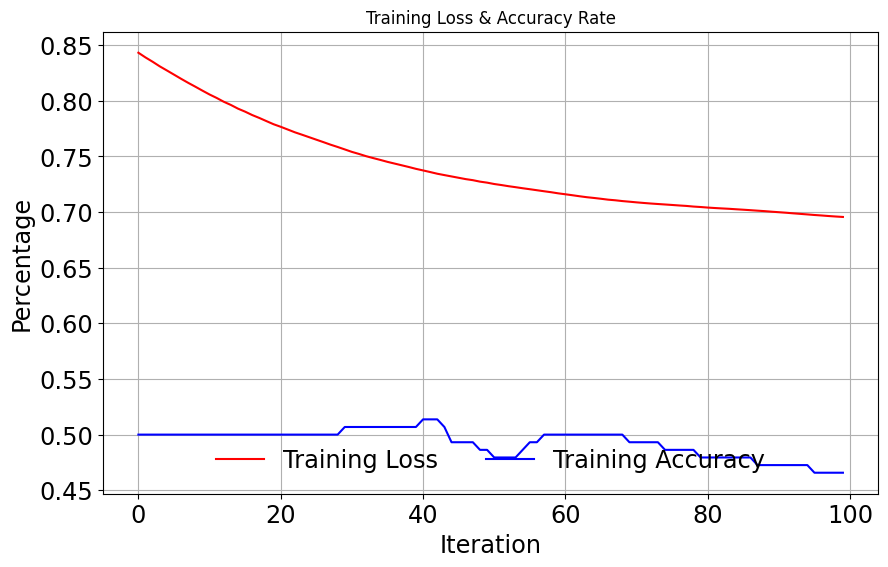 Training Loss & Accuracy Rate
0.85
0.80
0.75
0.70
0.65
0.60
0.55
0.50
0.45
Percentage
Training Loss Training Accuracy
0 20 40 60 80 100
Iteration